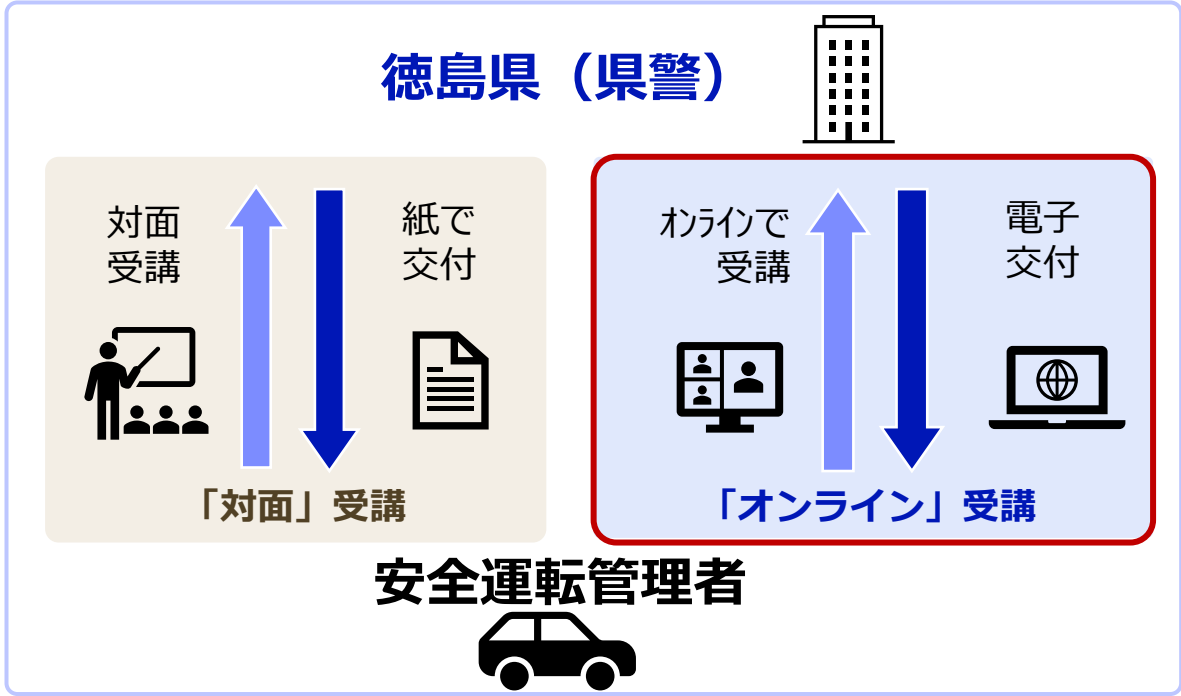 徳島県（県警）
対面
受講
紙で
交付
「対面」受講
オンラインで
受講
電子
交付
「オンライン」受講
安全運転管理者